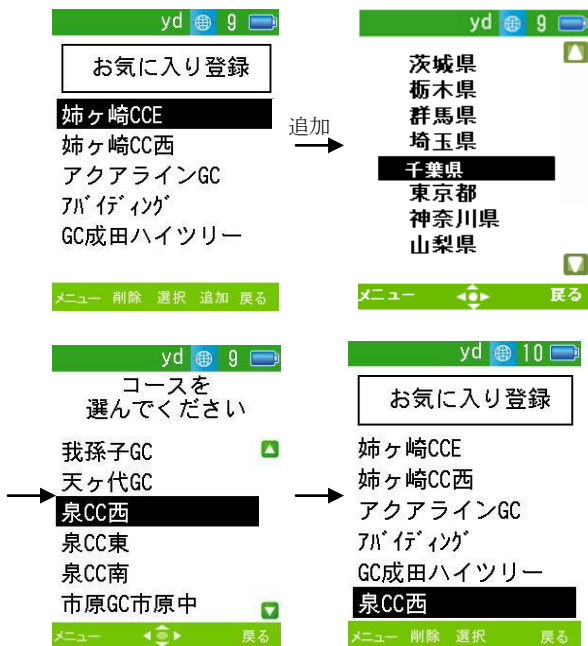 yd 9
お気に入り登録
姉ヶ崎CCE
姉ヶ崎CC西
アクアラインGC
ｱﾊﾞｲﾃﾞｨﾝｸﾞ
GC成田ハイツリー
メニュー 削除 選択 追加 戻る
追加
yd 9
茨城県
栃木県
群馬県
埼玉県
千葉県
東京都
神奈川県
山梨県
メニュー 戻る
yd 9
コースを
選んでください
我孫子GC
天ヶ代GC
泉CC西
泉CC東
泉CC南
市原GC市原中
メニュー 戻る
yd 10
お気に入り登録
姉ヶ崎CCE
姉ヶ崎CC西
アクアラインGC
ｱﾊﾞｲﾃﾞｨﾝｸﾞ
GC成田ハイツリー
泉CC西
メニュー 削除 選択 戻る